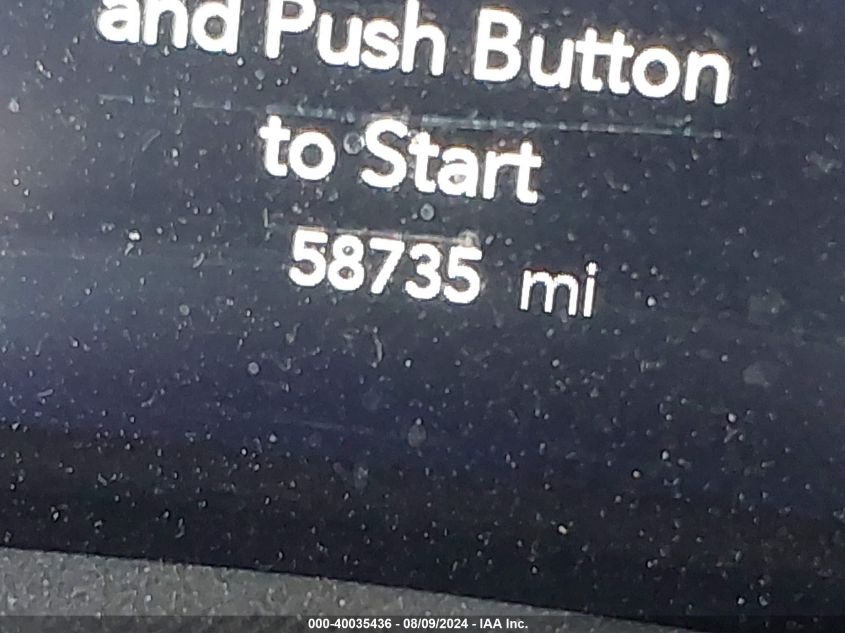 and Push Button
to Start
58735 mi
000-40035436 - 08/09/2024 - IAA Inc.